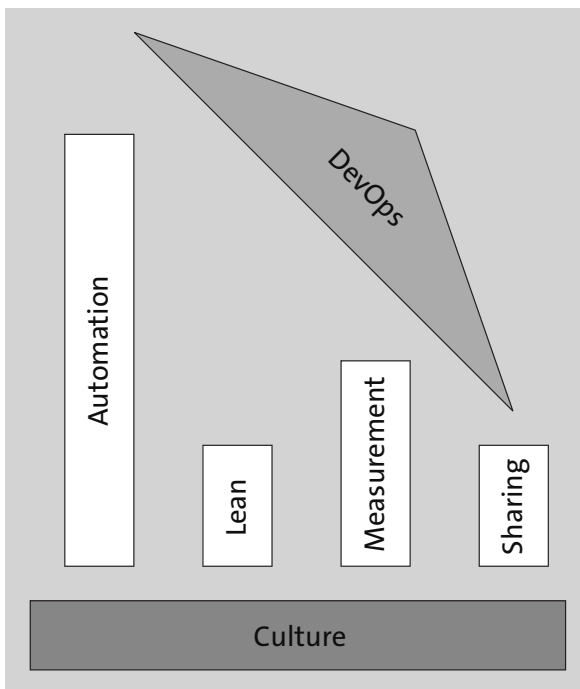 DevOps
Automation
Lean
Measurement
Sharing
Culture